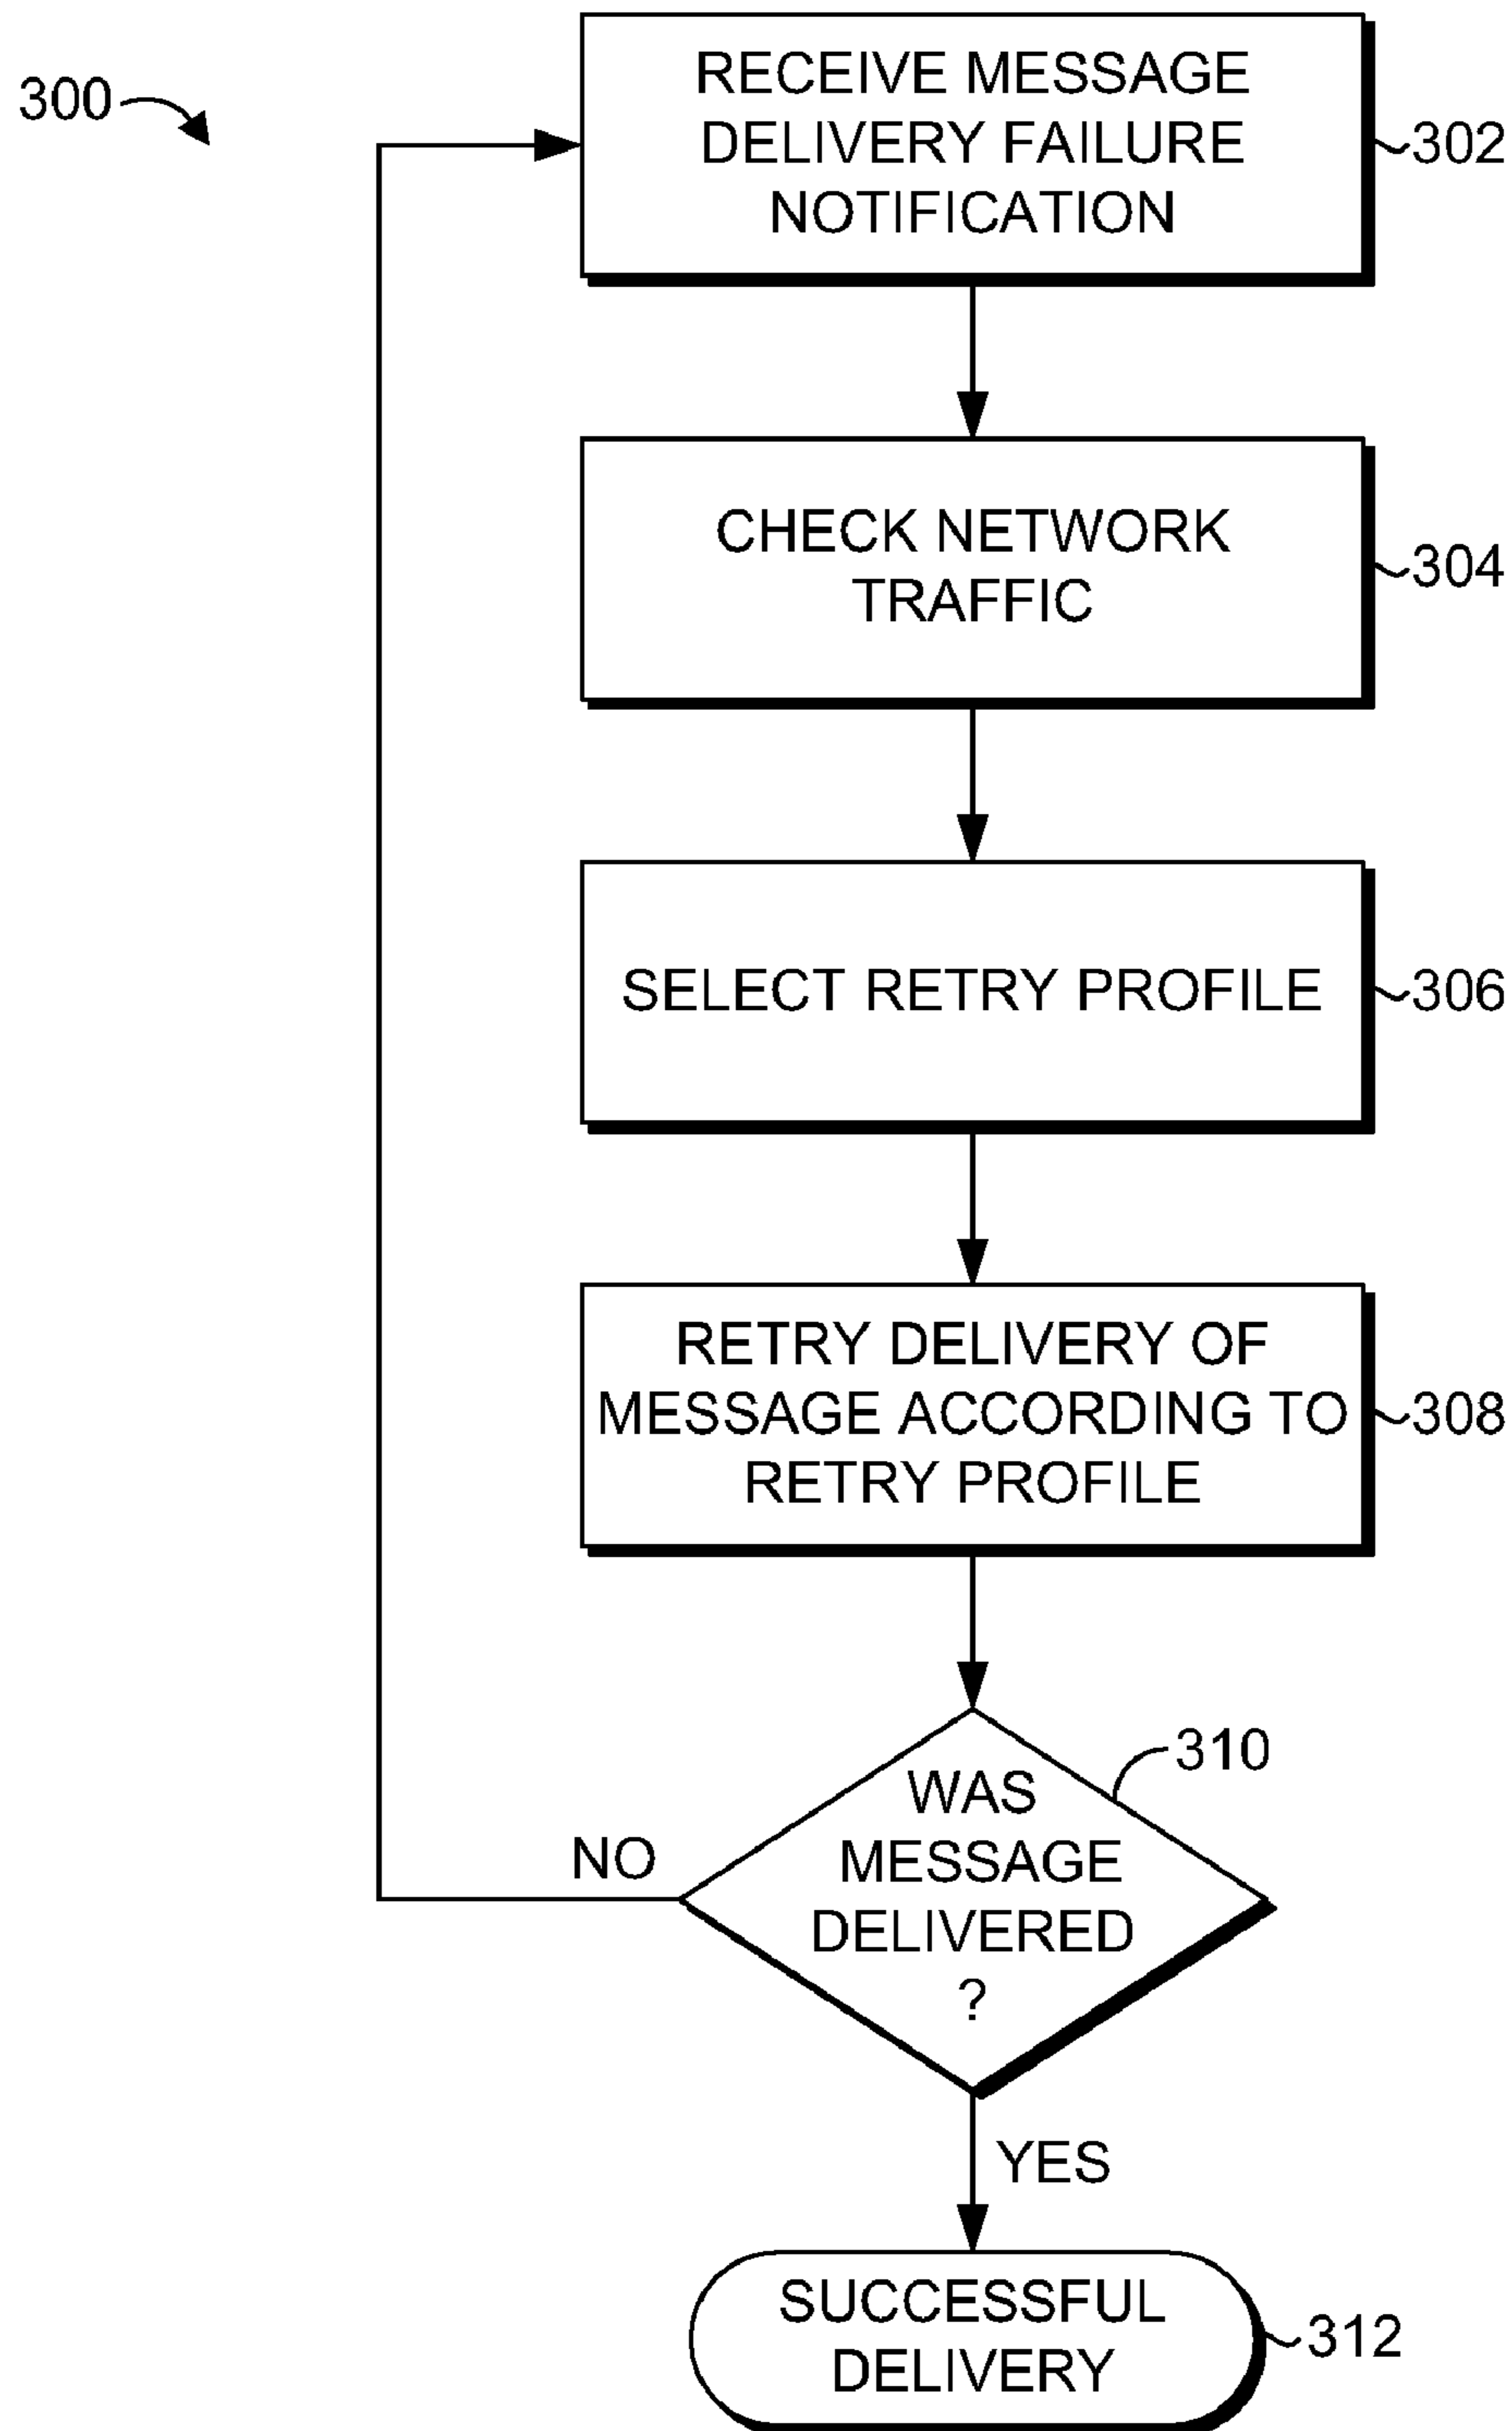 300
RECEIVE MESSAGE
DELIVERY FAILURE
NOTIFICATION
302
CHECK NETWORK
TRAFFIC
304
SELECT RETRY PROFILE
306
RETRY DELIVERY OF
MESSAGE ACCORDING TO
RETRY PROFILE
308
310
WAS
MESSAGE
DELIVERED
?
NO
YES
SUCCESSFUL
DELIVERY
312